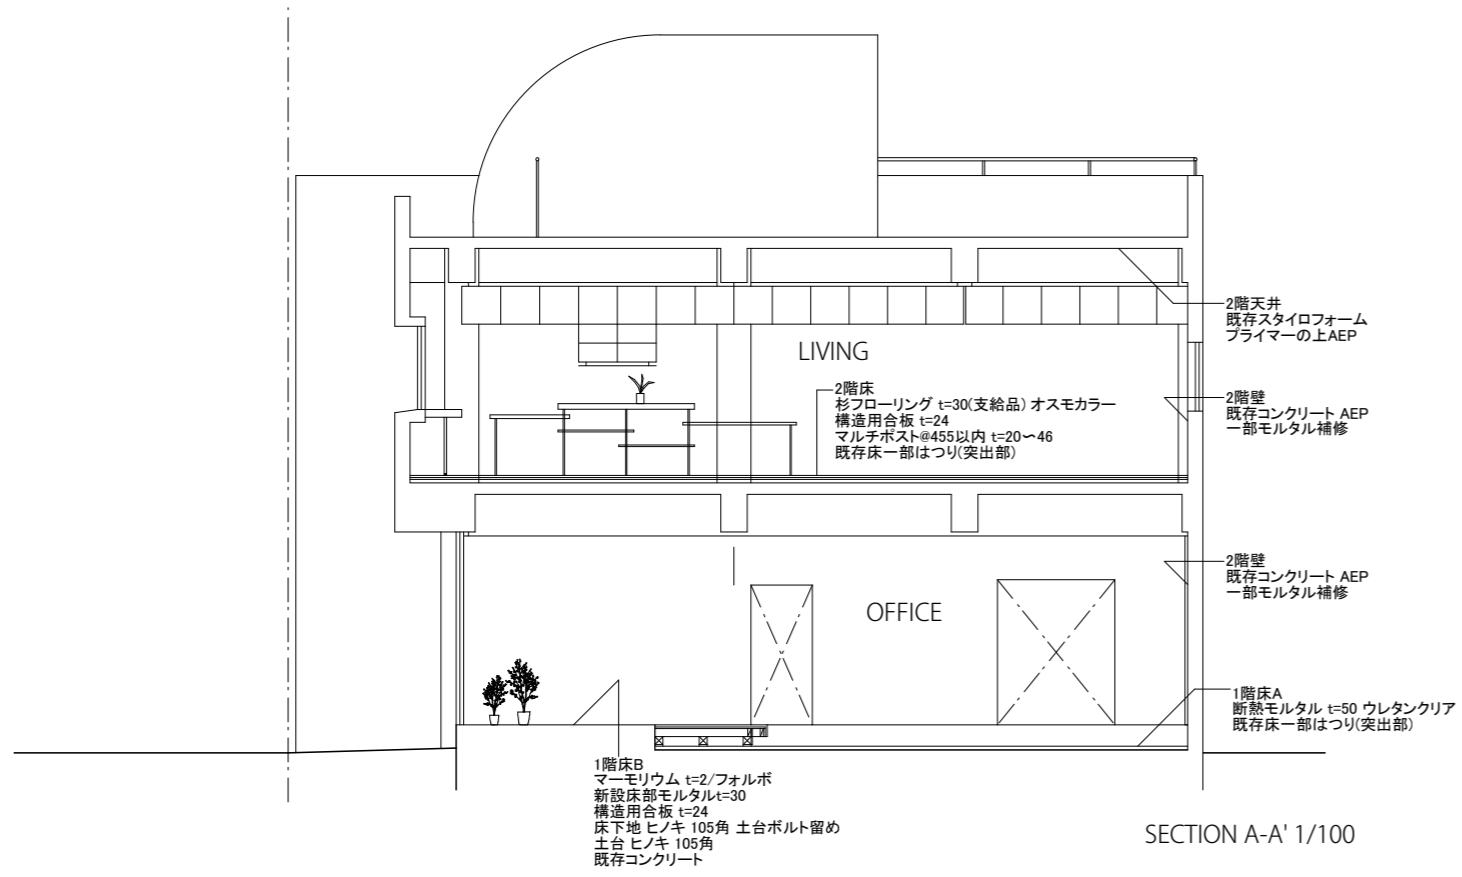 2階天井
既存スタイロフォーム
プライマーの上AEP
LIVING
2階床
杉フローリング t=30(支給品) オスモカラー
構造用合板 t=24
マルチポスト@455以内 t=20〜46
既存床一部はつり(突出部)
2階壁
既存コンクリート AEP
一部モルタル補修
2階壁
既存コンクリート AEP
一部モルタル補修
OFFICE
1階床A
断熱モルタル t=50 ウレタンクリア
既存床一部はつり(突出部)
1階床B
マーモリウム t=2/フォルボ
新設床部モルタルt=30
構造用合板 t=24
床下地 ヒノキ 105角 土台ボルト留め
土台 ヒノキ 105角
既存コンクリート
SECTION A-A' 1/100